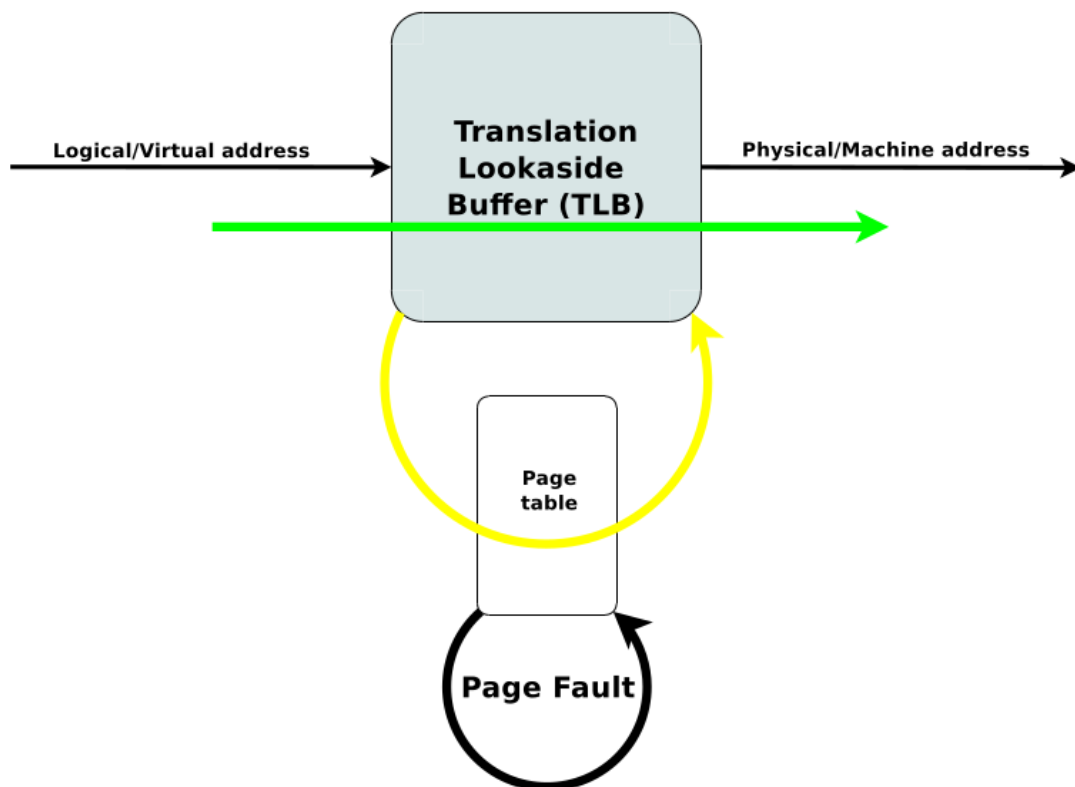 Translation
Lookaside
Buffer (TLB)
Logical/Virtual address
Physical/Machine address
Page
table
Page Fault